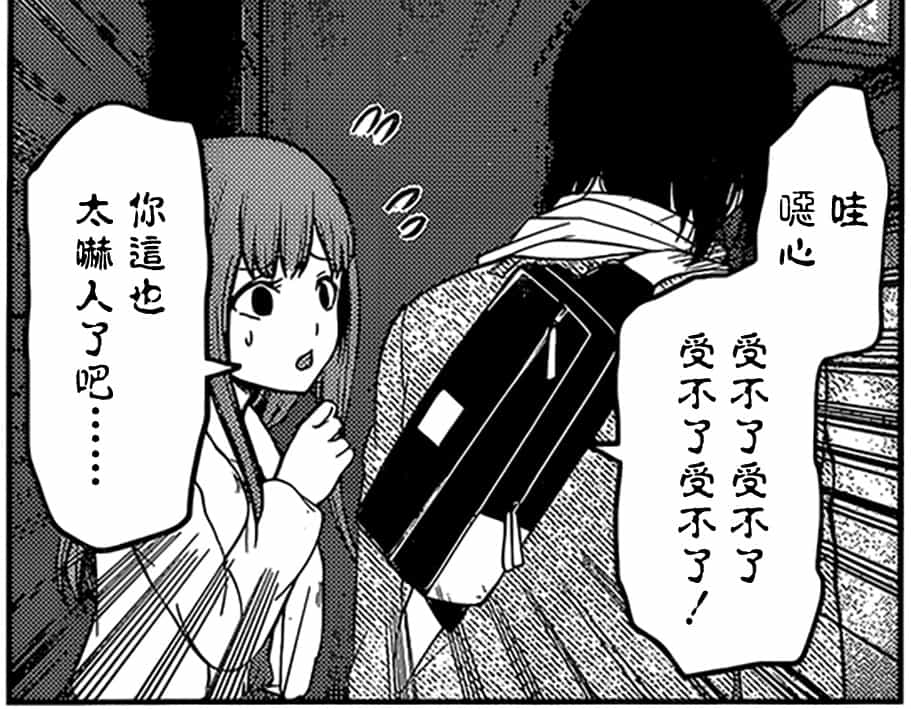 哇
噁心
受不了受不了
受不了受不了！
你這也
太嚇人了吧……